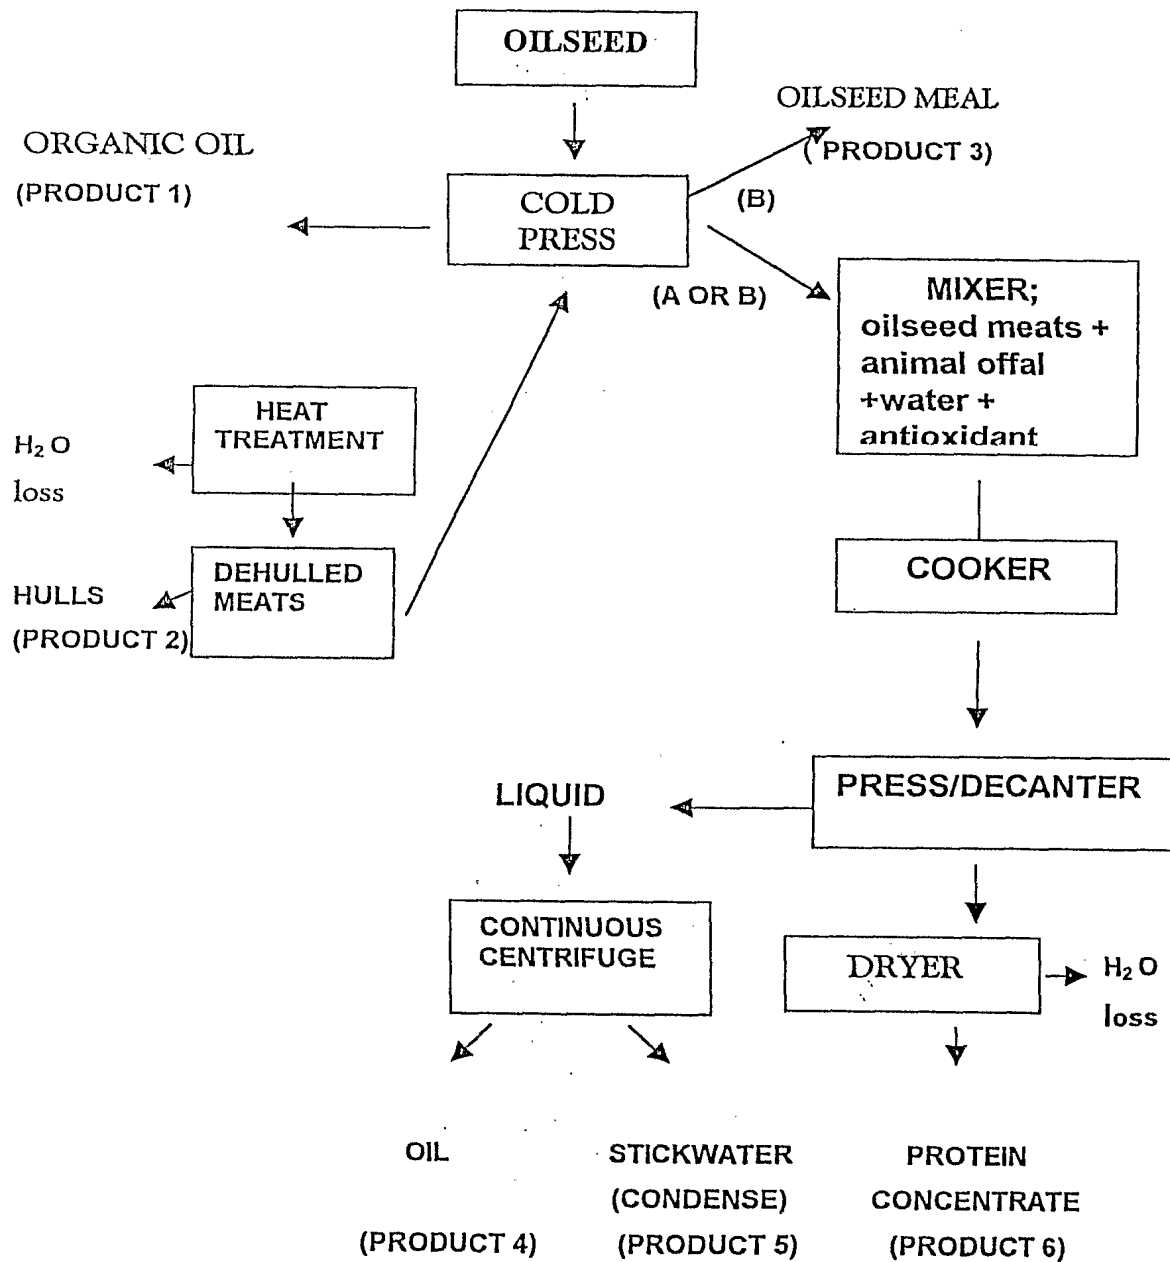 OILSEED
OILSEED MEAL
( PRODUCT 3)
ORGANIC OIL
(PRODUCT 1)
COLD
PRESS
(B)
(A OR B)
MIXER;
oilseed meats +
animal offal
+water +
antioxidant
HEAT
TREATMENT
H₂ O
loss
DEHULLED
MEATS
HULLS
(PRODUCT 2)
COOKER
PRESS/DECANTER
LIQUID
CONTINUOUS
CENTRIFUGE
DRYER
H₂ O
loss
OIL
(PRODUCT 4)
STICKWATER
(CONDENSE)
(PRODUCT 5)
PROTEIN
CONCENTRATE
(PRODUCT 6)